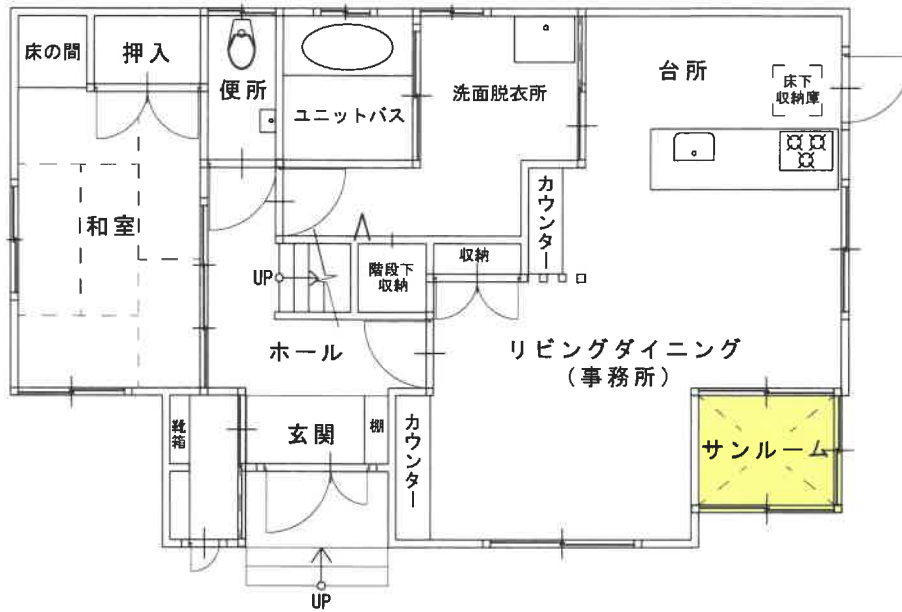 床の間
押入
便所
ユニットバス
洗面脱衣所
台所
床下
収納庫
和室
カウンター
収納
階段下
収納
UP
ホール
リビングダイニング
(事務所)
靴箱
玄関
棚
カウンター
サンルーム
UP